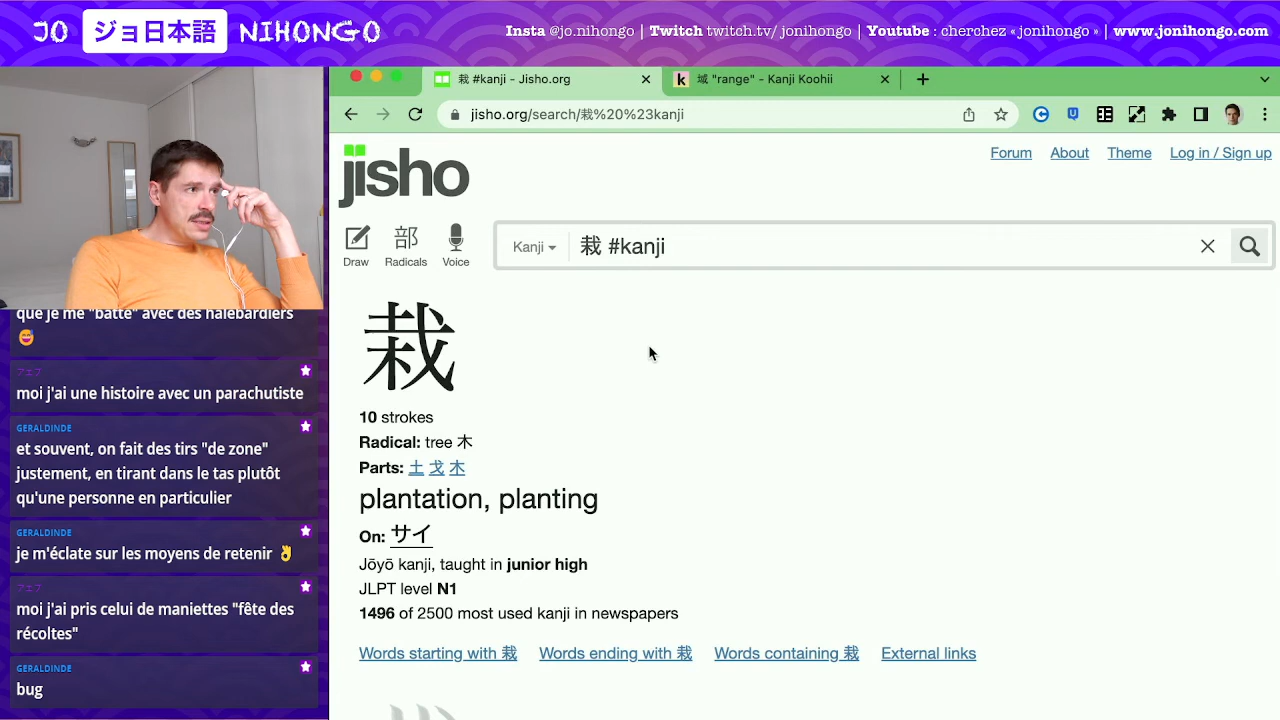 JO ジョ日本語 NIHONGO
Insta @jo.nihongo | Twitch twitch.tv/ jonihongo | Youtube : cherchez « jonihongo » | www.jonihongo.com
栽 #kanji - Jisho.org
k 域 "range" - Kanji Koohii
jisho.org/search/栽%20%23kanji
jisho
Forum About Theme Log in / Sign up
部
Draw Radicals Voice
Kanji 栽 #kanji
栽
10 strokes
Radical: tree 木
Parts: 土 戈 木
plantation, planting
On: サイ
Jōyō kanji, taught in junior high
JLPT level N1
1496 of 2500 most used kanji in newspapers
Words starting with 栽 Words ending with 栽 Words containing 栽 External links
que je me "batte" avec des hallebardiers
アェフ
moi j'ai une histoire avec un parachutiste
GERALDINDE
et souvent, on fait des tirs "de zone"
justement, en tirant dans le tas plutôt
qu'une personne en particulier
GERALDINDE
je m'éclate sur les moyens de retenir 👌
アェフ
moi j'ai pris celui de maniettes "fête des
récoltes"
GERALDINDE
bug